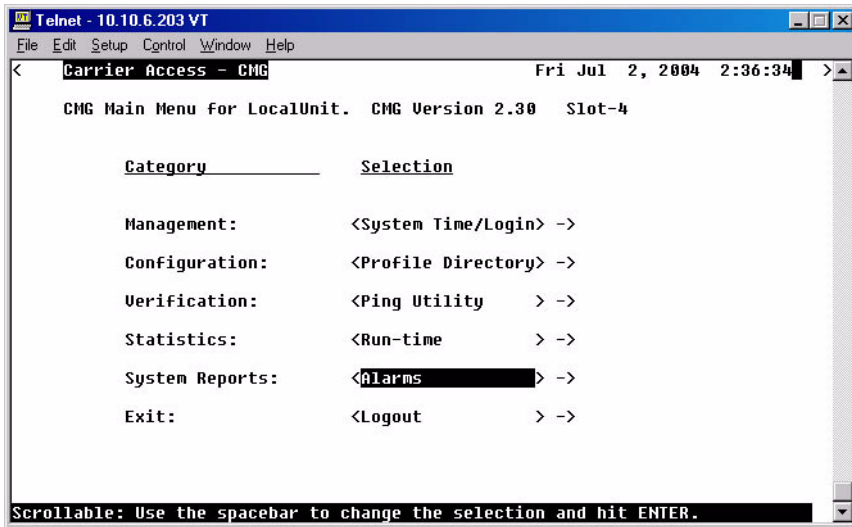 Telnet - 10.10.6.203 VT
File Edit Setup Control Window Help
< Carrier Access - CMG Fri Jul 2, 2004 2:36:34 >
CMG Main Menu for LocalUnit. CMG Version 2.30 Slot-4
Category Selection
Management: <System Time/Login> ->
Configuration: <Profile Directory> ->
Verification: <Ping Utility > ->
Statistics: <Run-time > ->
System Reports: <Alarms > ->
Exit: <Logout > ->
Scrollable: Use the spacebar to change the selection and hit ENTER.